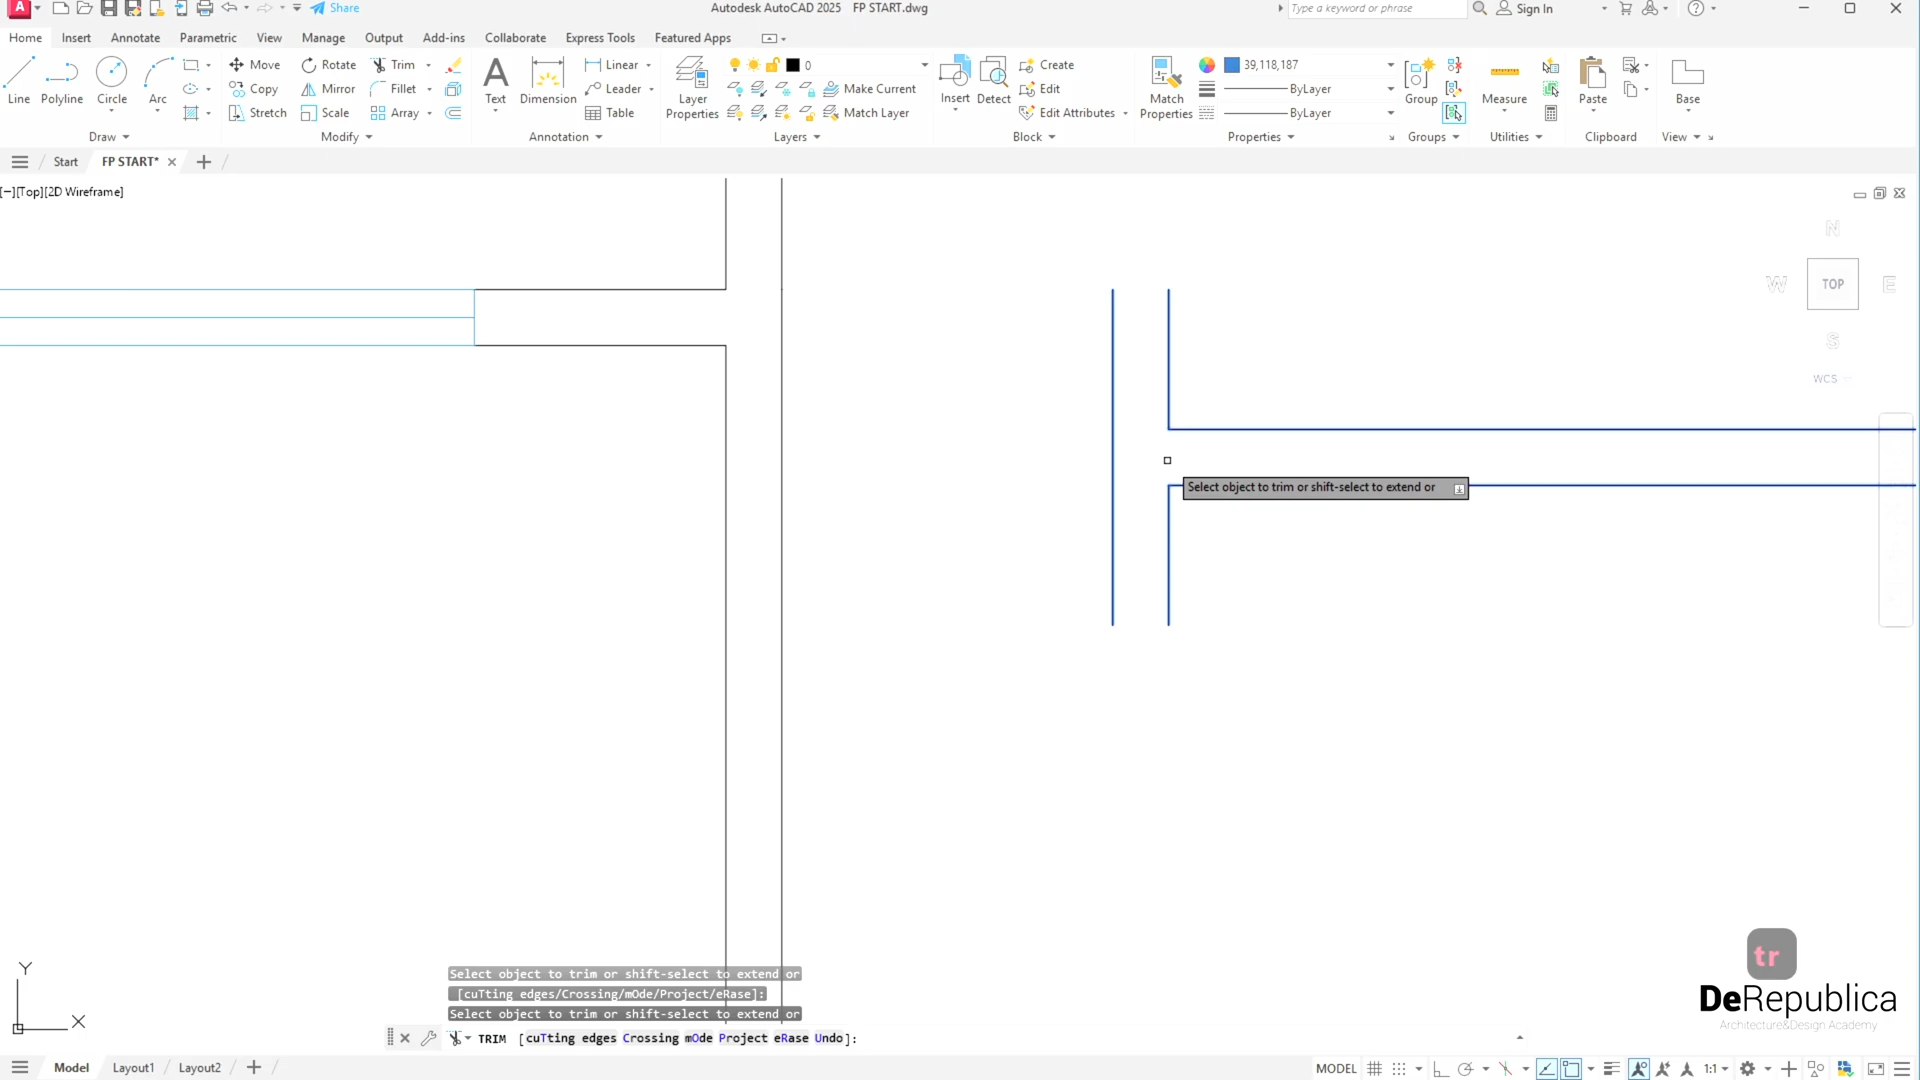 Share
Autodesk AutoCAD 2025 FP START.dwg
Type a keyword or phrase
Sign In
Home Insert Annotate Parametric View Manage Output Add-ins Collaborate Express Tools Featured Apps
Line Polyline Circle Arc
Move Rotate Trim
Copy Mirror Fillet
Stretch Scale Array
Text Dimension
Linear
Leader
Table
Layer Properties
0
Make Current
Match Layer
Insert Detect
Create
Edit
Edit Attributes
Match Properties
39,118,187
ByLayer
ByLayer
Group
Measure
Paste
Base
Draw Modify Annotation Layers Block Properties Groups Utilities Clipboard View
Start FP START*
[−][Top][2D Wireframe]
N
W TOP E
S
WCS
Select object to trim or shift-select to extend or
Y
X
Select object to trim or shift-select to extend or
[cuTting edges/Crossing/mOde/Project/eRase]:
Select object to trim or shift-select to extend or
TRIM [cuTting edges Crossing mOde Project eRase Undo]:
tr
DeRepublica
Architecture&Design Academy
Model Layout1 Layout2
MODEL 1:1